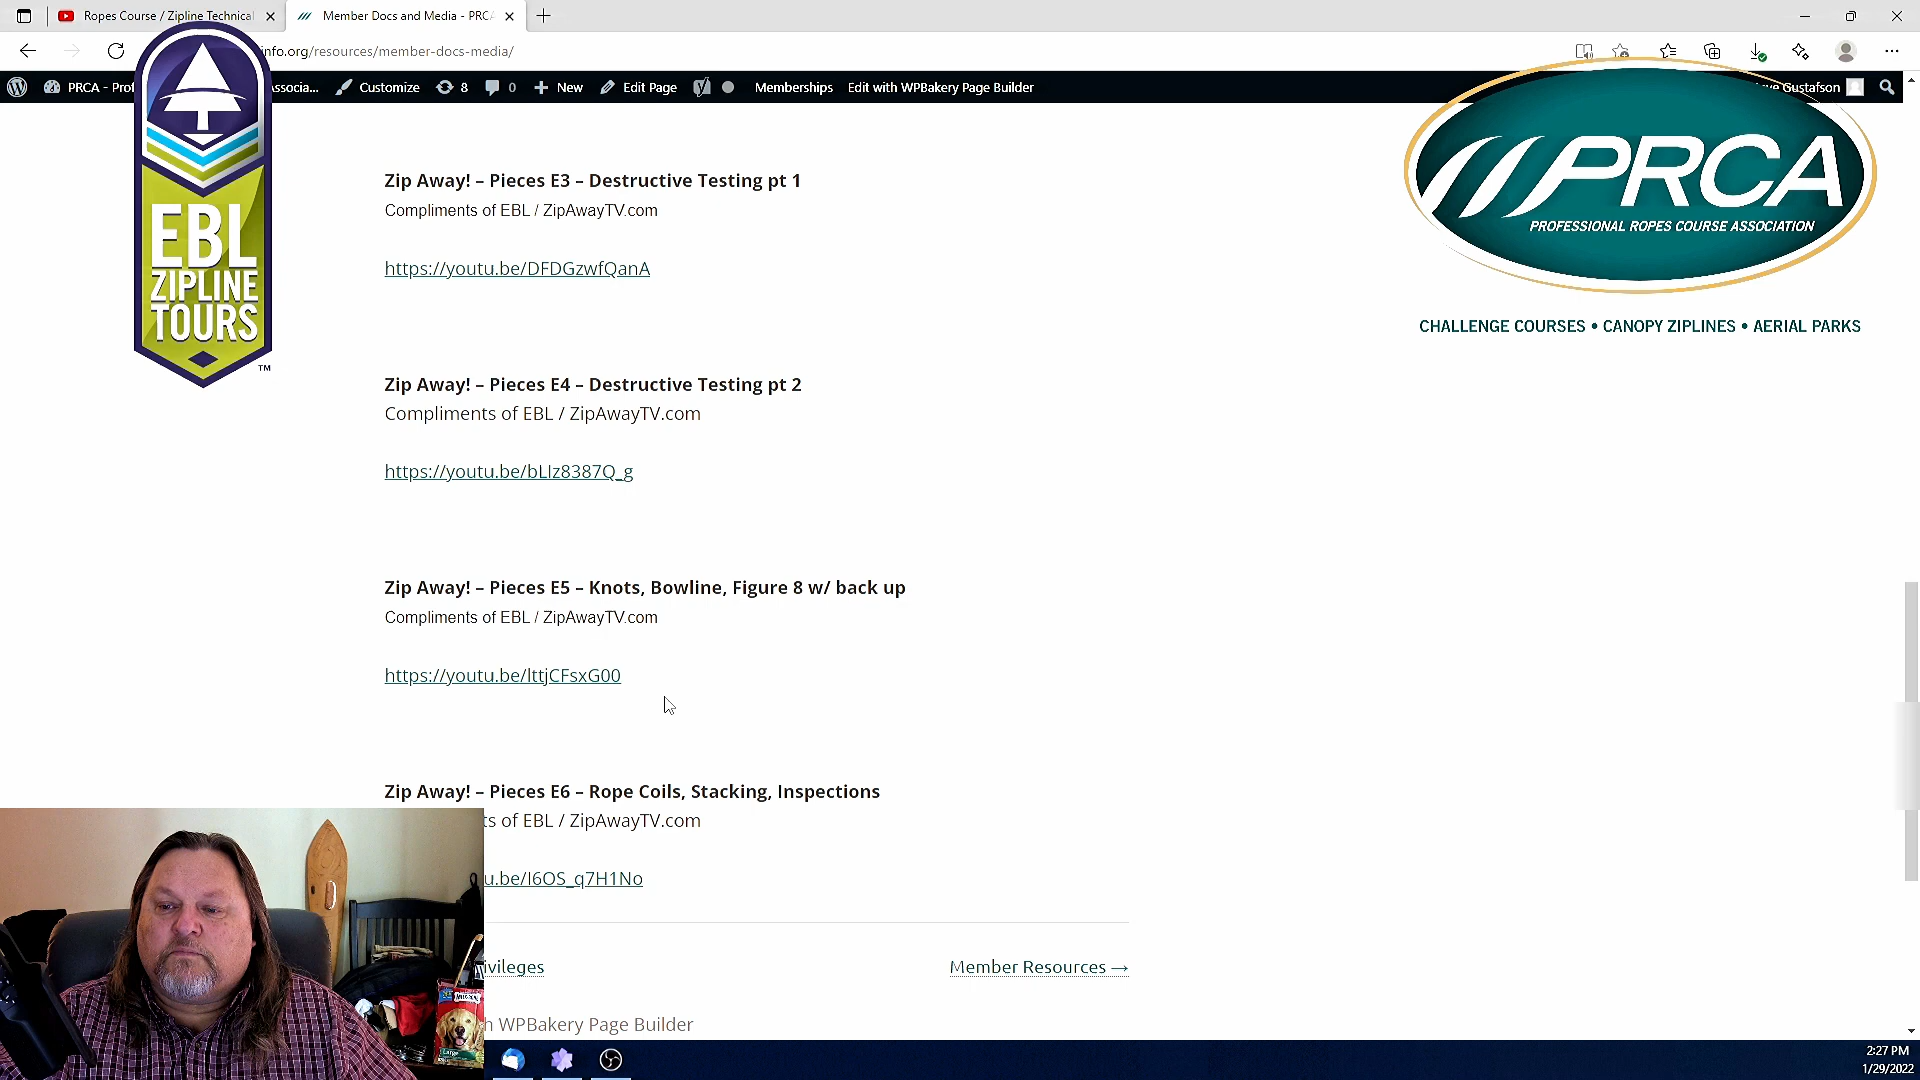 Ropes Course / Zipline Technical
Member Docs and Media - PRCA
info.org/resources/member-docs-media/
PRCA - Prof
Associa...
Customize
8
0
New
Edit Page
Memberships
Edit with WPBakery Page Builder
Gustafson
EBL
ZIPLINE
TOURS
TM
PRCA
PROFESSIONAL ROPES COURSE ASSOCIATION
CHALLENGE COURSES • CANOPY ZIPLINES • AERIAL PARKS
Zip Away! – Pieces E3 – Destructive Testing pt 1
Compliments of EBL / ZipAwayTV.com
https://youtu.be/DFDGzwfQanA
Zip Away! – Pieces E4 – Destructive Testing pt 2
Compliments of EBL / ZipAwayTV.com
https://youtu.be/bLIz8387Q_g
Zip Away! – Pieces E5 – Knots, Bowline, Figure 8 w/ back up
Compliments of EBL / ZipAwayTV.com
https://youtu.be/lttjCFsxG00
Zip Away! – Pieces E6 – Rope Coils, Stacking, Inspections
ts of EBL / ZipAwayTV.com
u.be/I6OS_q7H1No
ivileges
Member Resources →
h WPBakery Page Builder
Large
2:27 PM
1/29/2022